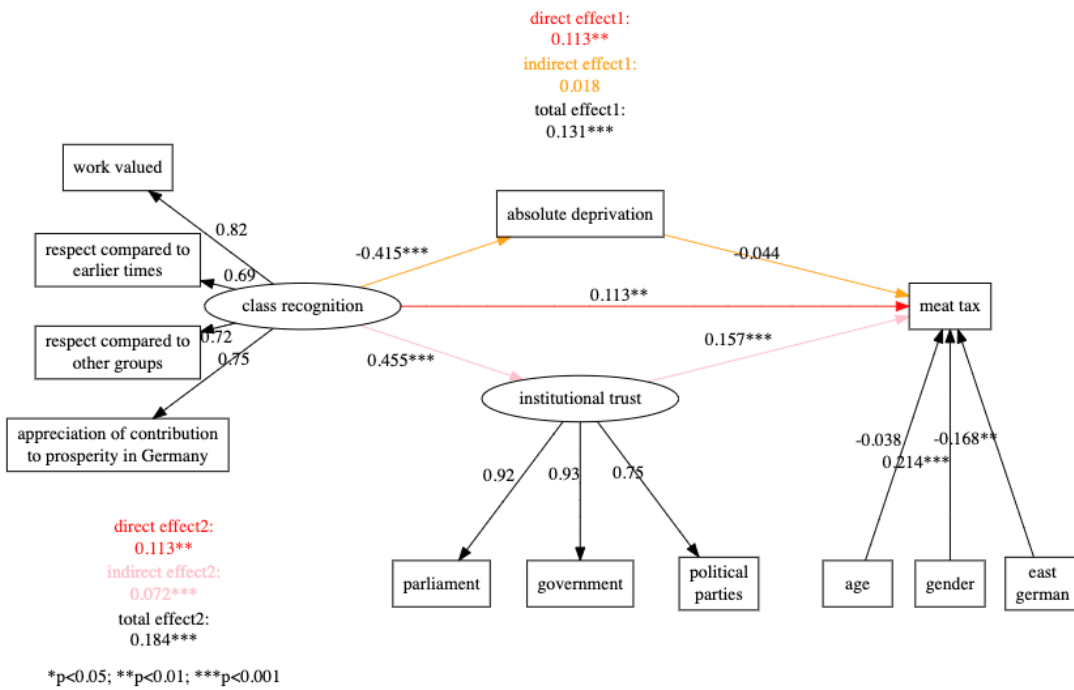 direct effect1:
0.113**
indirect effect1:
0.018
total effect1:
0.131***
work valued
absolute deprivation
0.82
respect compared to
earlier times
-0.415***
-0.044
0.69
class recognition
0.113**
meat tax
respect compared to
other groups
0.72
0.75
0.455***
0.157***
institutional trust
appreciation of contribution
to prosperity in Germany
-0.038
-0.168**
0.214***
0.92
0.93
0.75
direct effect2:
0.113**
indirect effect2:
0.072***
total effect2:
0.184***
parliament
government
political
parties
age
gender
east
german
*p<0.05; **p<0.01; ***p<0.001